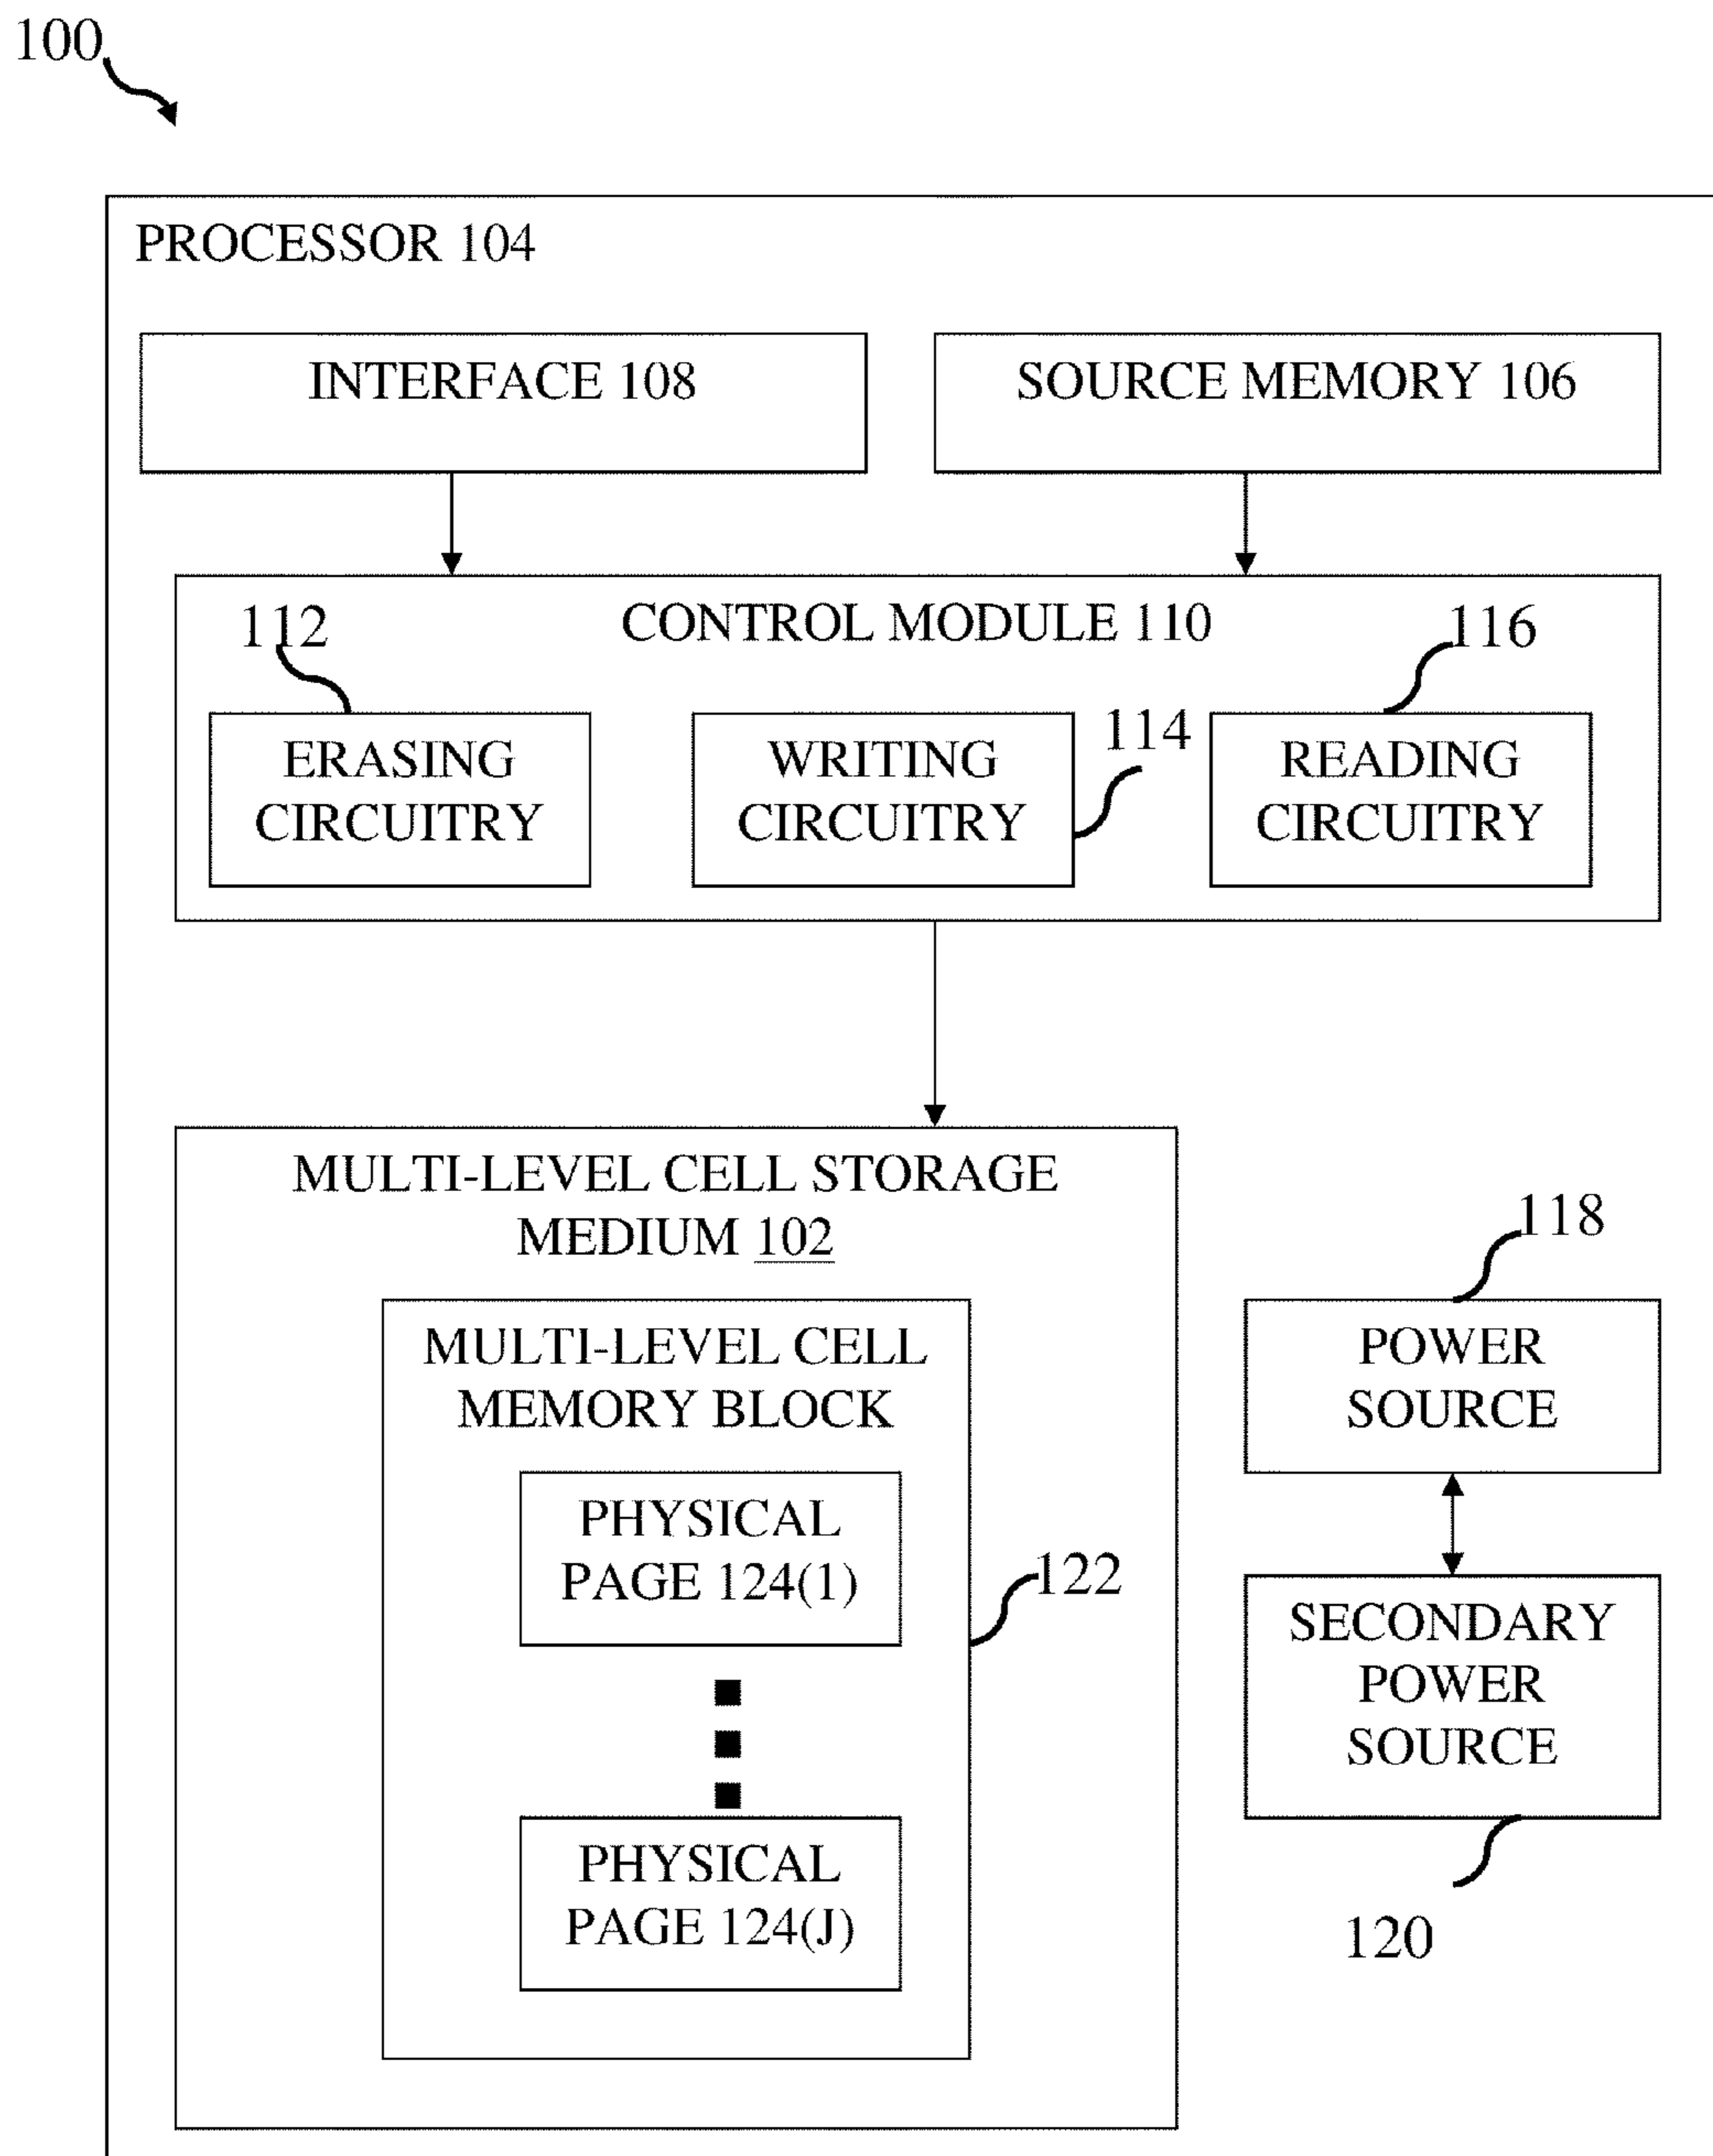 100
PROCESSOR 104
INTERFACE 108
SOURCE MEMORY 106
CONTROL MODULE 110
112
116
ERASING
CIRCUITRY
WRITING
CIRCUITRY
114
READING
CIRCUITRY
MULTI-LEVEL CELL STORAGE
MEDIUM 102
MULTI-LEVEL CELL
MEMORY BLOCK
PHYSICAL
PAGE 124(1)
122
PHYSICAL
PAGE 124(J)
118
POWER
SOURCE
SECONDARY
POWER
SOURCE
120